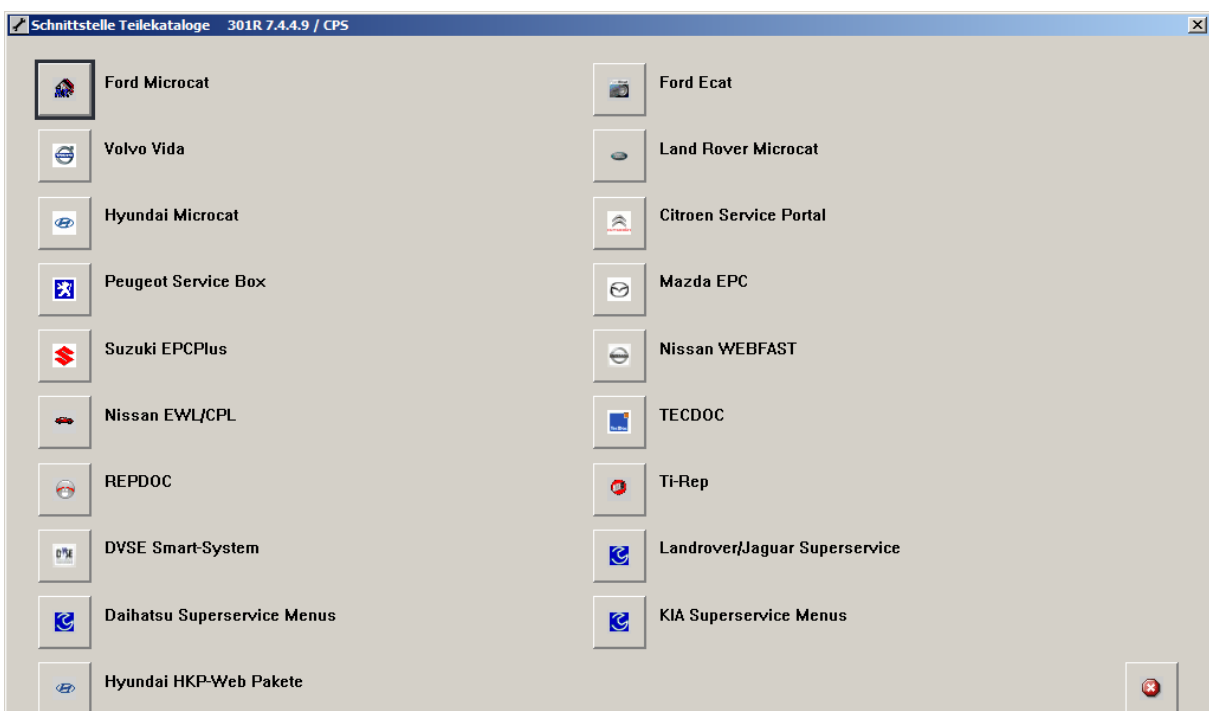 Schnittstelle Teilekataloge 301R 7.4.4.9 / CPS
Ford Microcat
Ford Ecat
Volvo Vida
Land Rover Microcat
Hyundai Microcat
Citroen Service Portal
Peugeot Service Box
Mazda EPC
Suzuki EPCPlus
Nissan WEBFAST
Nissan EWL/CPL
TECDOC
REPDOC
Ti-Rep
DVSE Smart-System
Landrover/Jaguar Superservice
Daihatsu Superservice Menus
KIA Superservice Menus
Hyundai HKP-Web Pakete